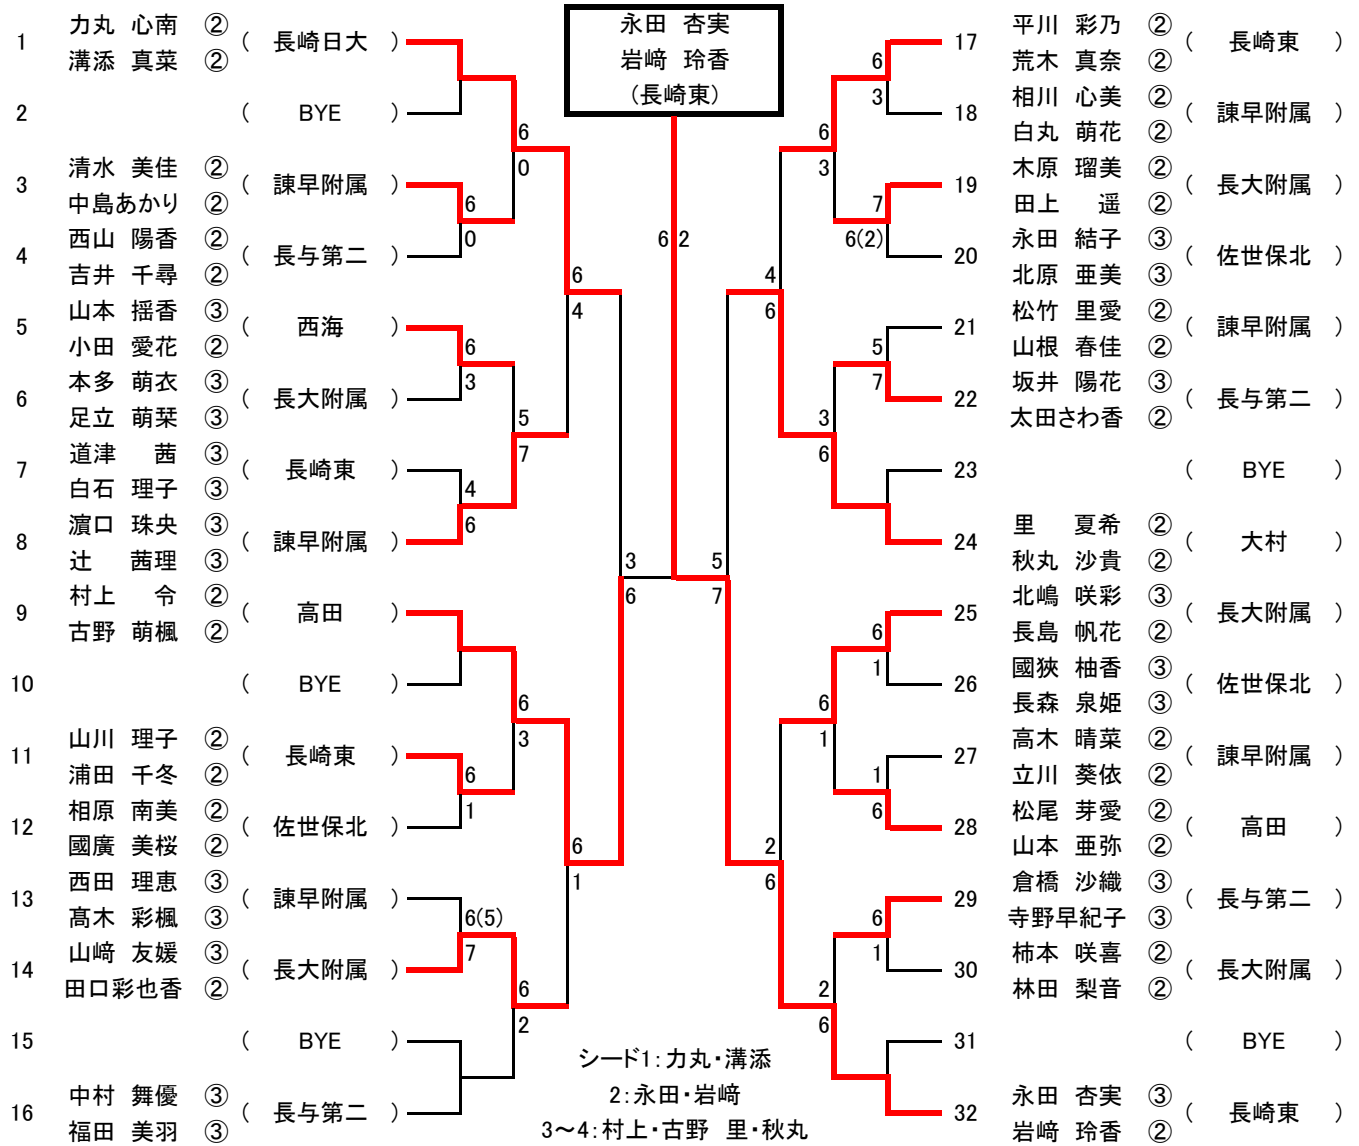 永田 杏実
岩﨑 玲香
(長崎東)
1 力丸 心南 ② 溝添 真菜 ② ( 長崎日大 )
2 ( BYE )
3 清水 美佳 ② 中島あかり ② ( 諫早附属 )
4 西山 陽香 ② 吉井 千尋 ② ( 長与第二 )
5 山本 揺香 ③ 小田 愛花 ② ( 西海 )
6 本多 萌衣 ③ 足立 萌栞 ③ ( 長大附属 )
7 道津 茜 ③ 白石 理子 ③ ( 長崎東 )
8 濵口 珠央 ③ 辻 茜理 ③ ( 諫早附属 )
9 村上 令 ② 古野 萌楓 ② ( 高田 )
10 ( BYE )
11 山川 理子 ② 浦田 千冬 ② ( 長崎東 )
12 相原 南美 ② 國廣 美桜 ② ( 佐世保北 )
13 西田 理恵 ③ 髙木 彩楓 ③ ( 諫早附属 )
14 山﨑 友媛 ③ 田口彩也香 ② ( 長大附属 )
15 ( BYE )
16 中村 舞優 ③ 福田 美羽 ③ ( 長与第二 )
6
0
6
0
6
3
4
6
6
1
6(5)
7
5
7
6
3
6
2
6
4
6
1
3
6
6 2
17 平川 彩乃 ② 荒木 真奈 ② ( 長崎東 )
18 相川 心美 ② 白丸 萌花 ② ( 諫早附属 )
19 木原 瑠美 ② 田上 遥 ② ( 長大附属 )
20 永田 結子 ③ 北原 亜美 ③ ( 佐世保北 )
21 松竹 里愛 ② 山根 春佳 ② ( 諫早附属 )
22 坂井 陽花 ③ 太田さわ香 ② ( 長与第二 )
23 ( BYE )
24 里 夏希 ② 秋丸 沙貴 ② ( 大村 )
25 北嶋 咲彩 ③ 長島 帆花 ② ( 長大附属 )
26 國狹 柚香 ③ 長森 泉姫 ③ ( 佐世保北 )
27 高木 晴菜 ② 立川 葵依 ② ( 諫早附属 )
28 松尾 芽愛 ② 山本 亜弥 ② ( 高田 )
29 倉橋 沙織 ③ 寺野早紀子 ③ ( 長与第二 )
30 柿本 咲喜 ② 林田 梨音 ② ( 長大附属 )
31 ( BYE )
32 永田 杏実 ③ 岩﨑 玲香 ② ( 長崎東 )
6
3
7
6(2)
5
7
6
1
1
6
6
1
6
3
3
6
6
1
2
6
4
6
2
6
5
7
シード1:力丸・溝添
2:永田・岩﨑
3～4:村上・古野 里・秋丸